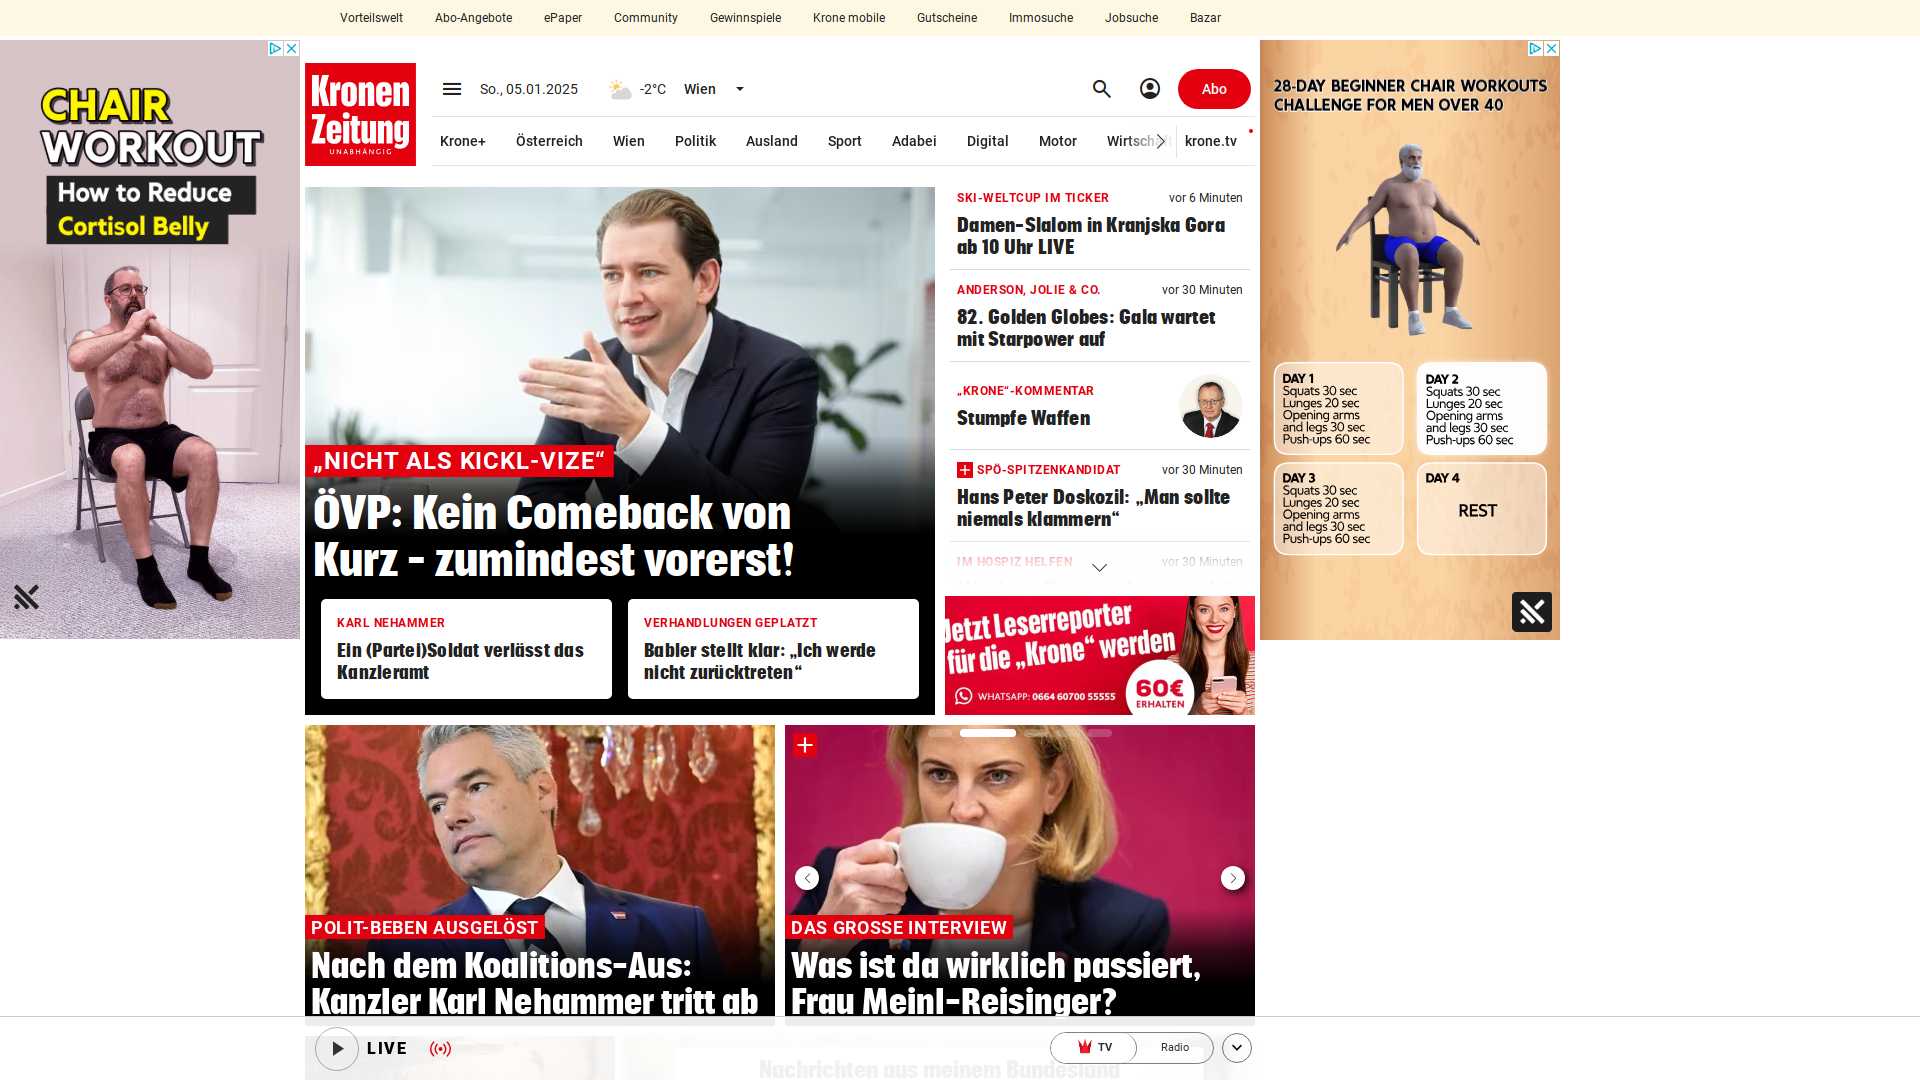 Vorteilswelt Abo-Angebote ePaper Community Gewinnspiele Krone mobile Gutscheine Immosuche Jobsuche Bazar
CHAIR
WORKOUT
How to Reduce
Cortisol Belly
Kronen
Zeitung
UNABHÄNGIG
So., 05.01.2025 -2°C Wien
Abo
Krone+ Österreich Wien Politik Ausland Sport Adabei Digital Motor Wirtsch krone.tv
„NICHT ALS KICKL-VIZE“
ÖVP: Kein Comeback von
Kurz – zumindest vorerst!
KARL NEHAMMER
Ein (Partei)Soldat verlässt das
Kanzleramt
VERHANDLUNGEN GEPLATZT
Babler stellt klar: „Ich werde
nicht zurücktreten“
SKI-WELTCUP IM TICKER vor 6 Minuten
Damen-Slalom in Kranjska Gora
ab 10 Uhr LIVE
ANDERSON, JOLIE & CO. vor 30 Minuten
82. Golden Globes: Gala wartet
mit Starpower auf
„KRONE“-KOMMENTAR
Stumpfe Waffen
SPÖ-SPITZENKANDIDAT vor 30 Minuten
Hans Peter Doskozil: „Man sollte
niemals klammern“
IM HOSPIZ HELFEN vor 30 Minuten
Jetzt Leserreporter
für die „Krone“ werden
WHATSAPP: 0664 60700 55555
60€
ERHALTEN
28-DAY BEGINNER CHAIR WORKOUTS
CHALLENGE FOR MEN OVER 40
DAY 1
Squats 30 sec
Lunges 20 sec
Opening arms
and legs 30 sec
Push-ups 60 sec
DAY 2
Squats 30 sec
Lunges 20 sec
Opening arms
and legs 30 sec
Push-ups 60 sec
DAY 3
Squats 30 sec
Lunges 20 sec
Opening arms
and legs 30 sec
Push-ups 60 sec
DAY 4
REST
POLIT-BEBEN AUSGELÖST
Nach dem Koalitions-Aus:
Kanzler Karl Nehammer tritt ab
DAS GROSSE INTERVIEW
Was ist da wirklich passiert,
Frau Meinl-Reisinger?
LIVE
TV Radio
Nachrichten aus meinem Bundesland